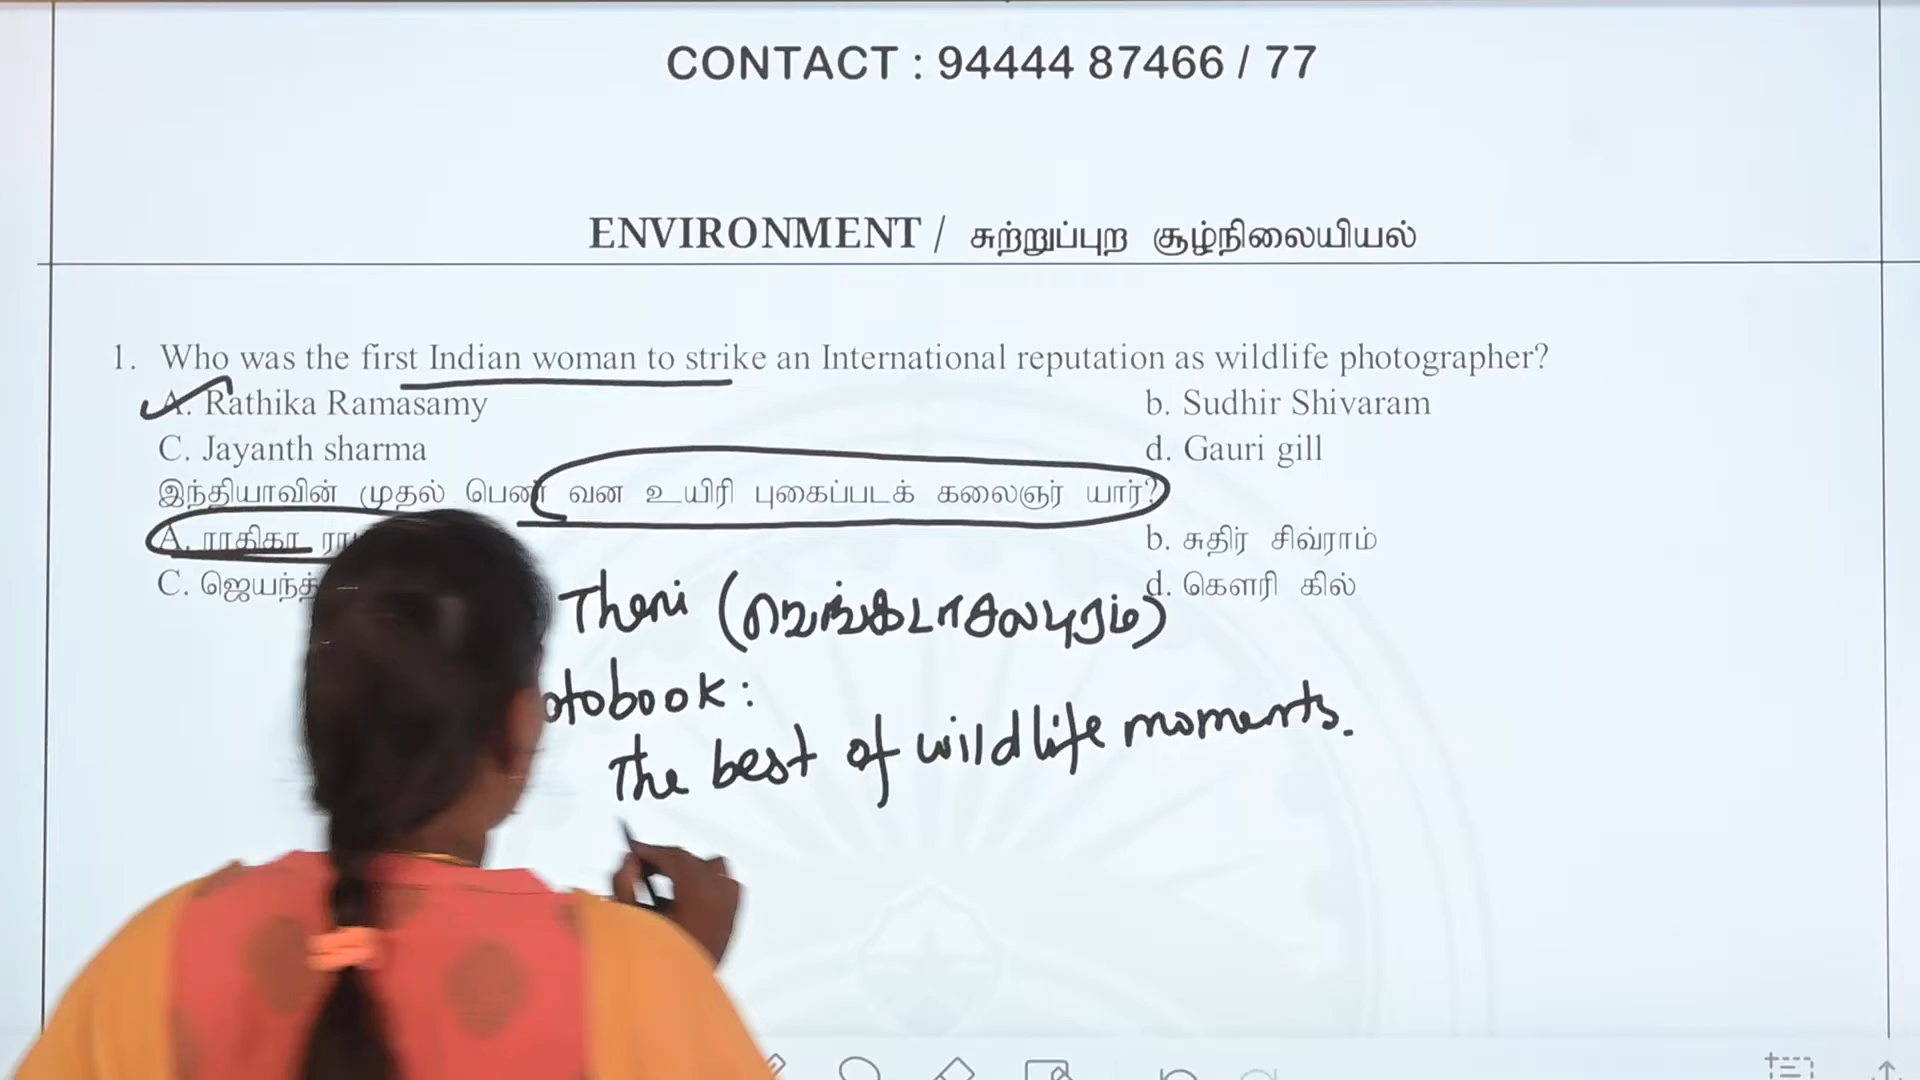 CONTACT : 94444 87466 / 77
ENVIRONMENT / சுற்றுப்புற சூழ்நிலையியல்
1. Who was the first Indian woman to strike an International reputation as wildlife photographer?
A. Rathika Ramasamy b. Sudhir Shivaram
C. Jayanth sharma d. Gauri gill
இந்தியாவின் முதல் பெண் வன உயிரி புகைப்படக் கலைஞர் யார்?
A. ராதிகா b. சுதிர் சிவ்ராம்
C. d. கௌரி கில்
Theni (வெங்கடாசலபுரம்)
otobook:
The best of wildlife moments.